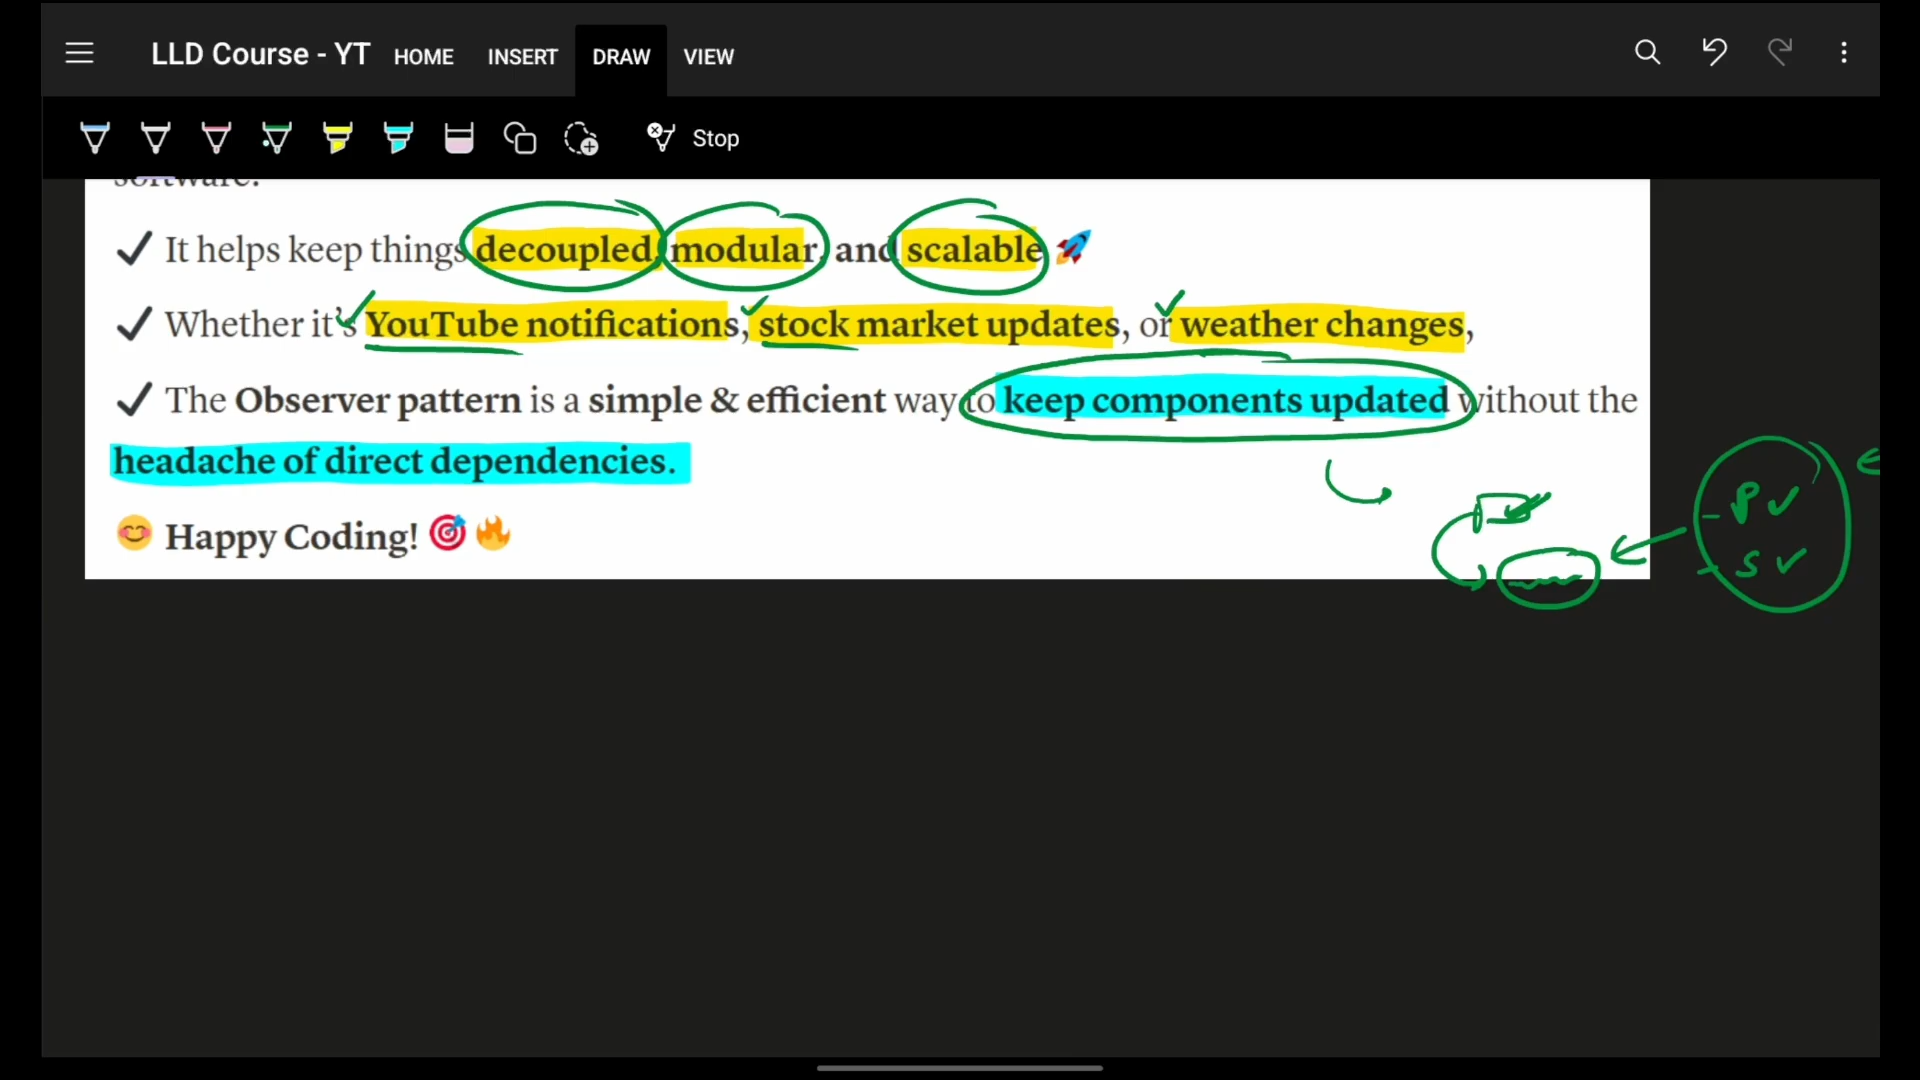 LLD Course - YT HOME INSERT DRAW VIEW
Stop
software.
✔ It helps keep things decoupled, modular, and scalable 🚀
✔ Whether it's YouTube notifications, stock market updates, or weather changes,
✔ The Observer pattern is a simple & efficient way to keep components updated without the
headache of direct dependencies.
😊 Happy Coding! 🎯🔥
- P ✓
- S ✓